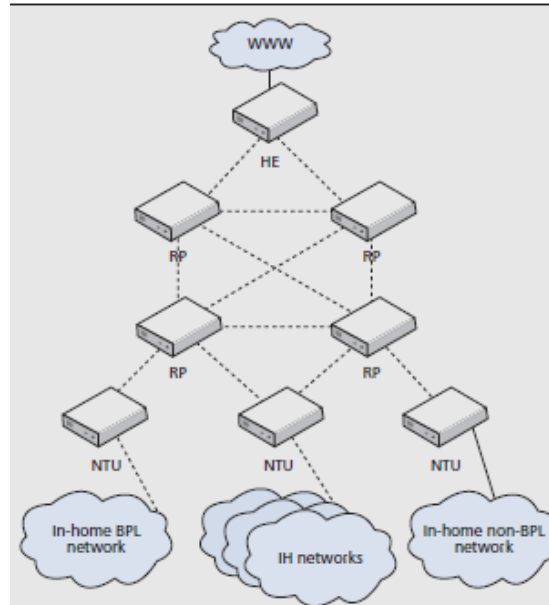 WWW
HE
RP
RP
RP
RP
NTU
NTU
NTU
In-home BPL
network
IH networks
In-home non-BPL
network